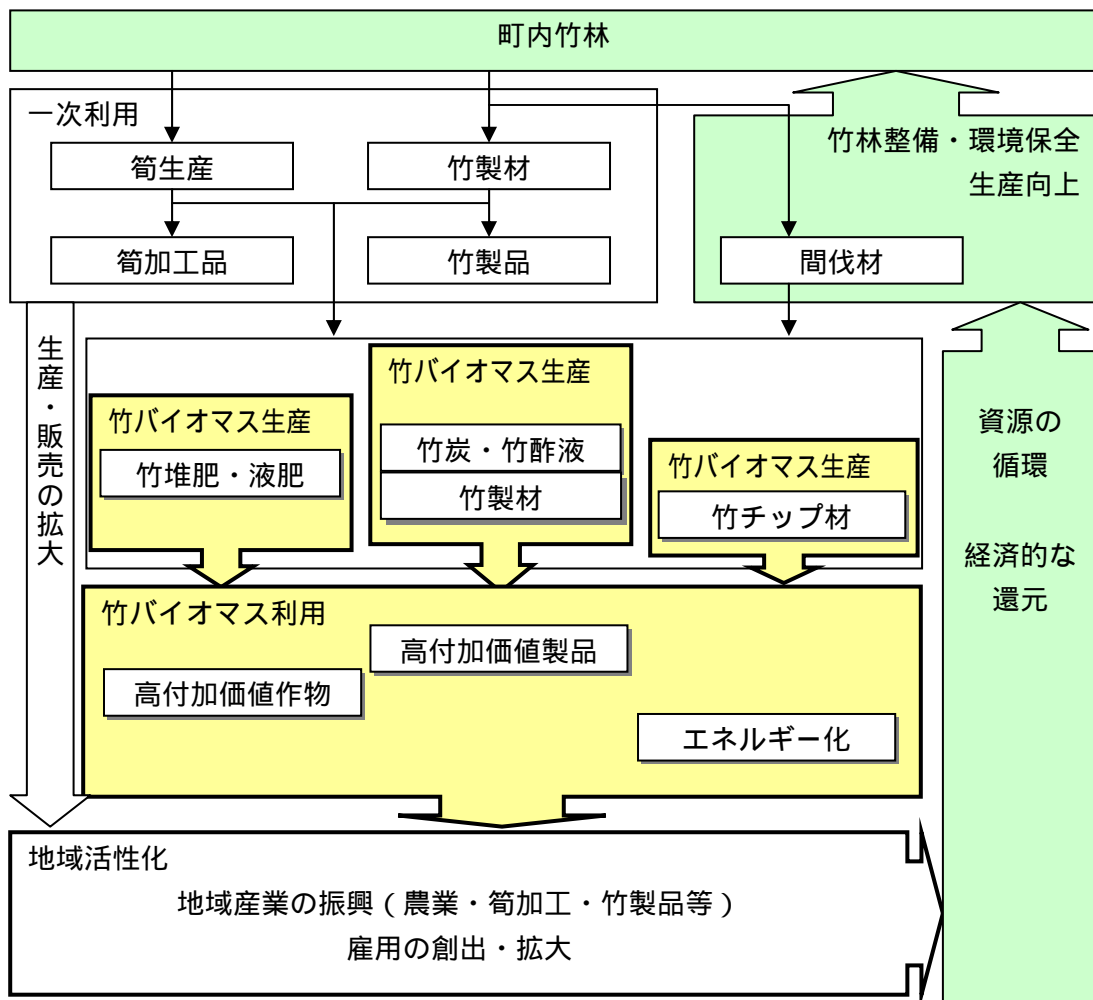 町内竹林
一次利用
筍生産
竹製材
筍加工品
竹製品
竹林整備・環境保全
生産向上
間伐材
生産・販売の拡大
竹バイオマス生産
竹堆肥・液肥
竹バイオマス生産
竹炭・竹酢液
竹製材
竹バイオマス生産
竹チップ材
資源の
循環
経済的な
還元
竹バイオマス利用
高付加価値作物
高付加価値製品
エネルギー化
地域活性化
地域産業の振興（農業・筍加工・竹製品等）
雇用の創出・拡大